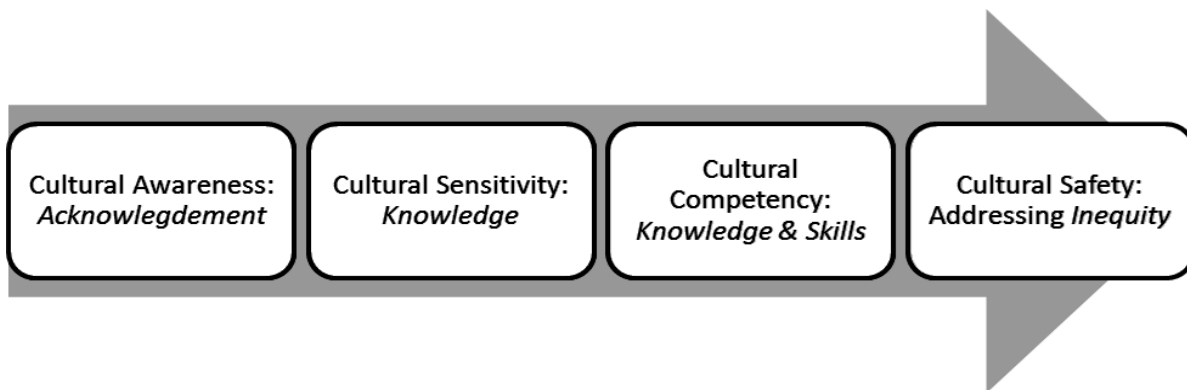 Cultural Awareness:
Acknowlegdement
Cultural Sensitivity:
Knowledge
Cultural
Competency:
Knowledge & Skills
Cultural Safety:
Addressing Inequity